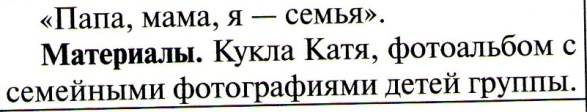 «Папа, мама, я — семья».
Материалы. Кукла Катя, фотоальбом с
семейными фотографиями детей группы.